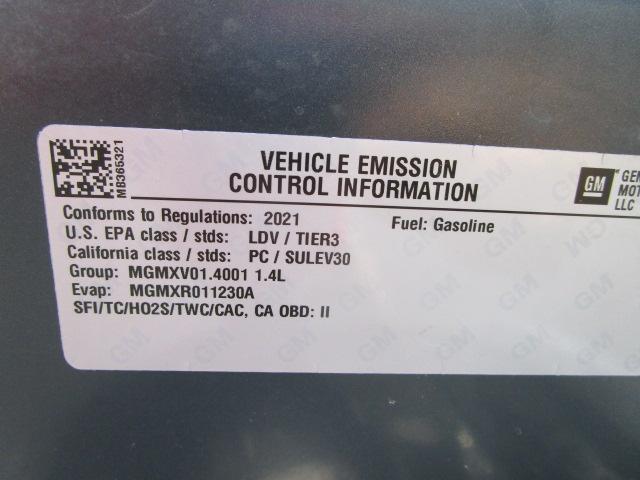 MB365321
VEHICLE EMISSION
CONTROL INFORMATION
GM
MOT
LLC
Conforms to Regulations: 2021
Fuel: Gasoline
U.S. EPA class / stds: LDV / TIER3
California class / stds: PC / SULEV30
Group: MGMXV01.4001 1.4L
Evap: MGMXR011230A
SFI/TC/HO2S/TWC/CAC, CA OBD: II